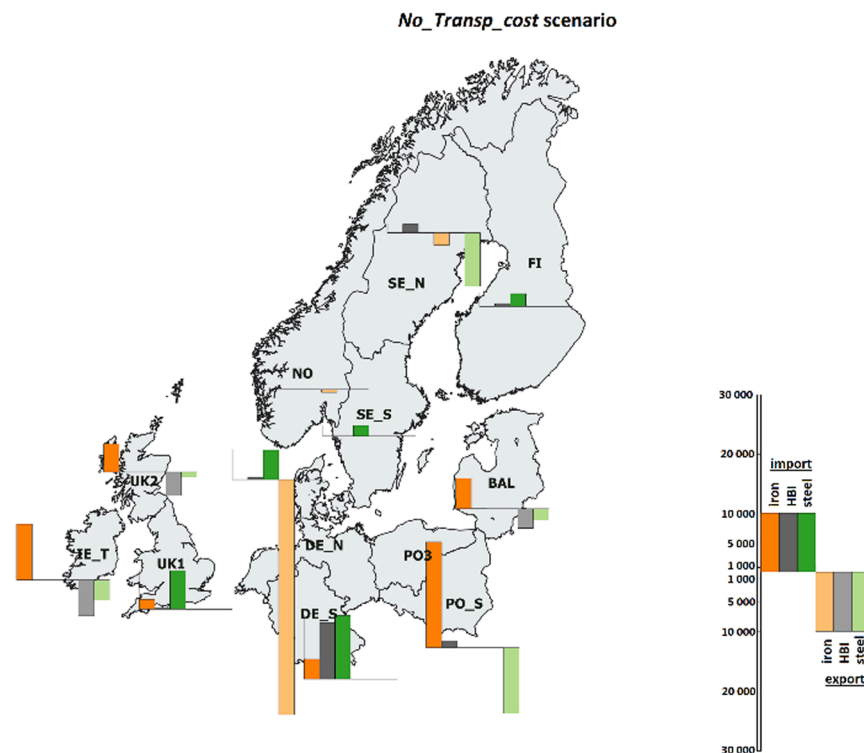 No_Transp_cost scenario
FI
SE_N
NO
SE_S
UK2
BAL
IE_T
UK1
DE_N
PO3
DE_S
PO_S
30 000
20 000
import
iron
HBI
steel
10 000
5 000
1 000
1 000
5 000
10 000
iron
HBI
steel
export
20 000
30 000